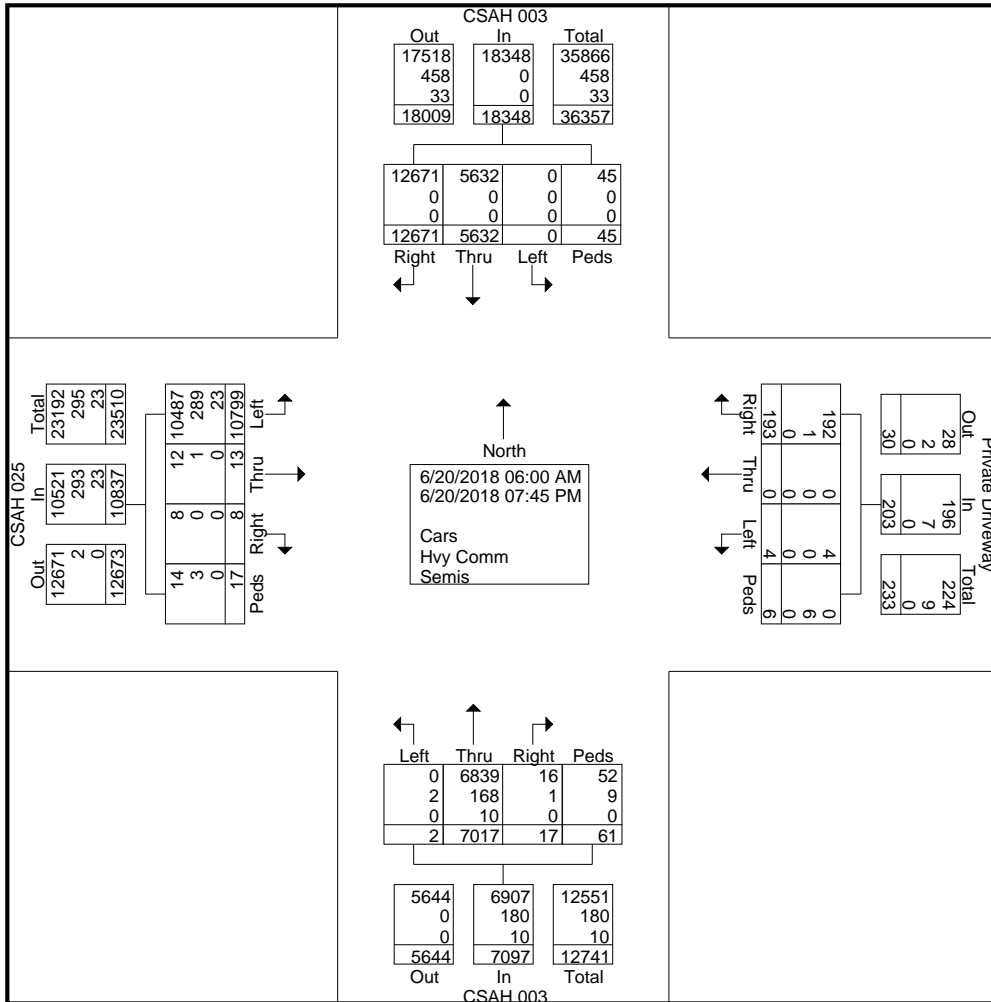 CSAH 003
Out In Total
17518 18348 35866
458 0 458
33 0 33
18009 18348 36357
12671 5632 0 45
0 0 0 0
0 0 0 0
12671 5632 0 45
Right Thru Left Peds
CSAH 025
Total In Out
23192 10521 12671
295 293 2
23 23 0
23510 10837 12673
Left Thru Right Peds
10487 12 8 14
289 1 0 3
23 0 0 0
10799 13 8 17
North
6/20/2018 06:00 AM
6/20/2018 07:45 PM
Cars
Hvy Comm
Semis
Private Driveway
Out In Total
28 196 224
2 7 9
0 0 0
30 203 233
Right Thru Left Peds
192 0 4 0
1 0 0 6
0 0 0 0
193 0 4 6
Left Thru Right Peds
0 6839 16 52
2 168 1 9
0 10 0 0
2 7017 17 61
5644 6907 12551
0 180 180
0 10 10
5644 7097 12741
Out In Total
CSAH 003